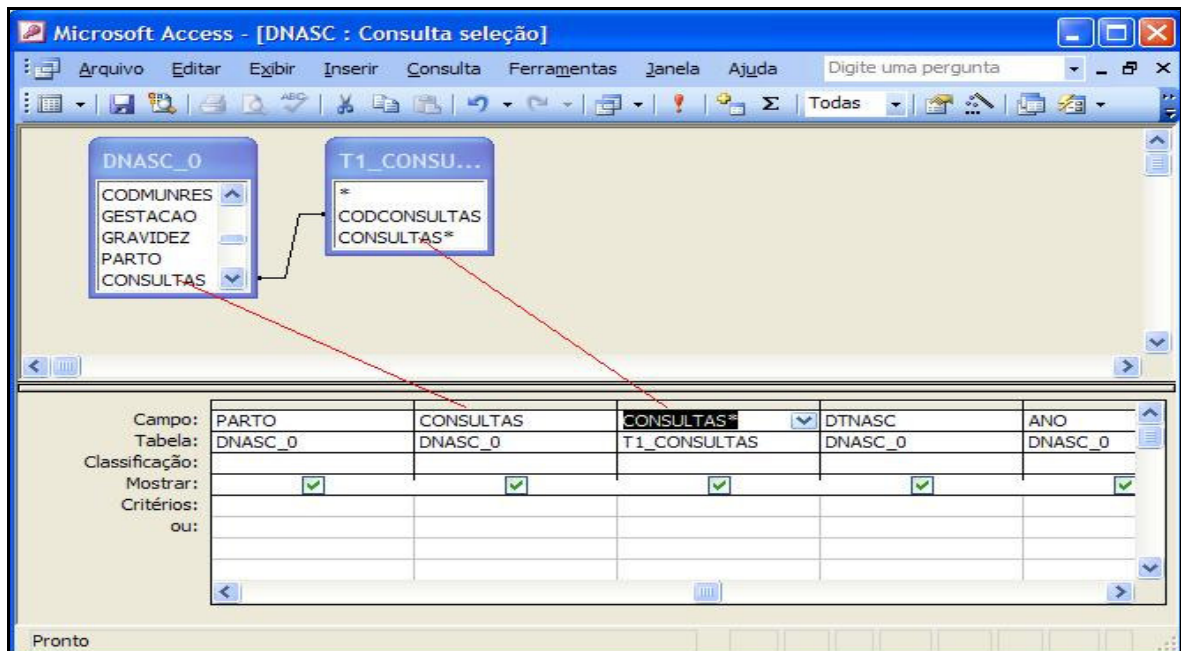 Microsoft Access - [DNASC : Consulta seleção]
Arquivo Editar Exibir Inserir Consulta Ferramentas Janela Ajuda Digite uma pergunta
ABC Σ Todas
DNASC_0 T1_CONSU...
CODMUNRES
GESTACAO
GRAVIDEZ
PARTO
CONSULTAS
*
CODCONSULTAS
CONSULTAS*
Campo: PARTO CONSULTAS CONSULTAS* DTNASC ANO
Tabela: DNASC_0 DNASC_0 T1_CONSULTAS DNASC_0 DNASC_0
Classificação:
Mostrar:
Critérios:
ou:
Pronto